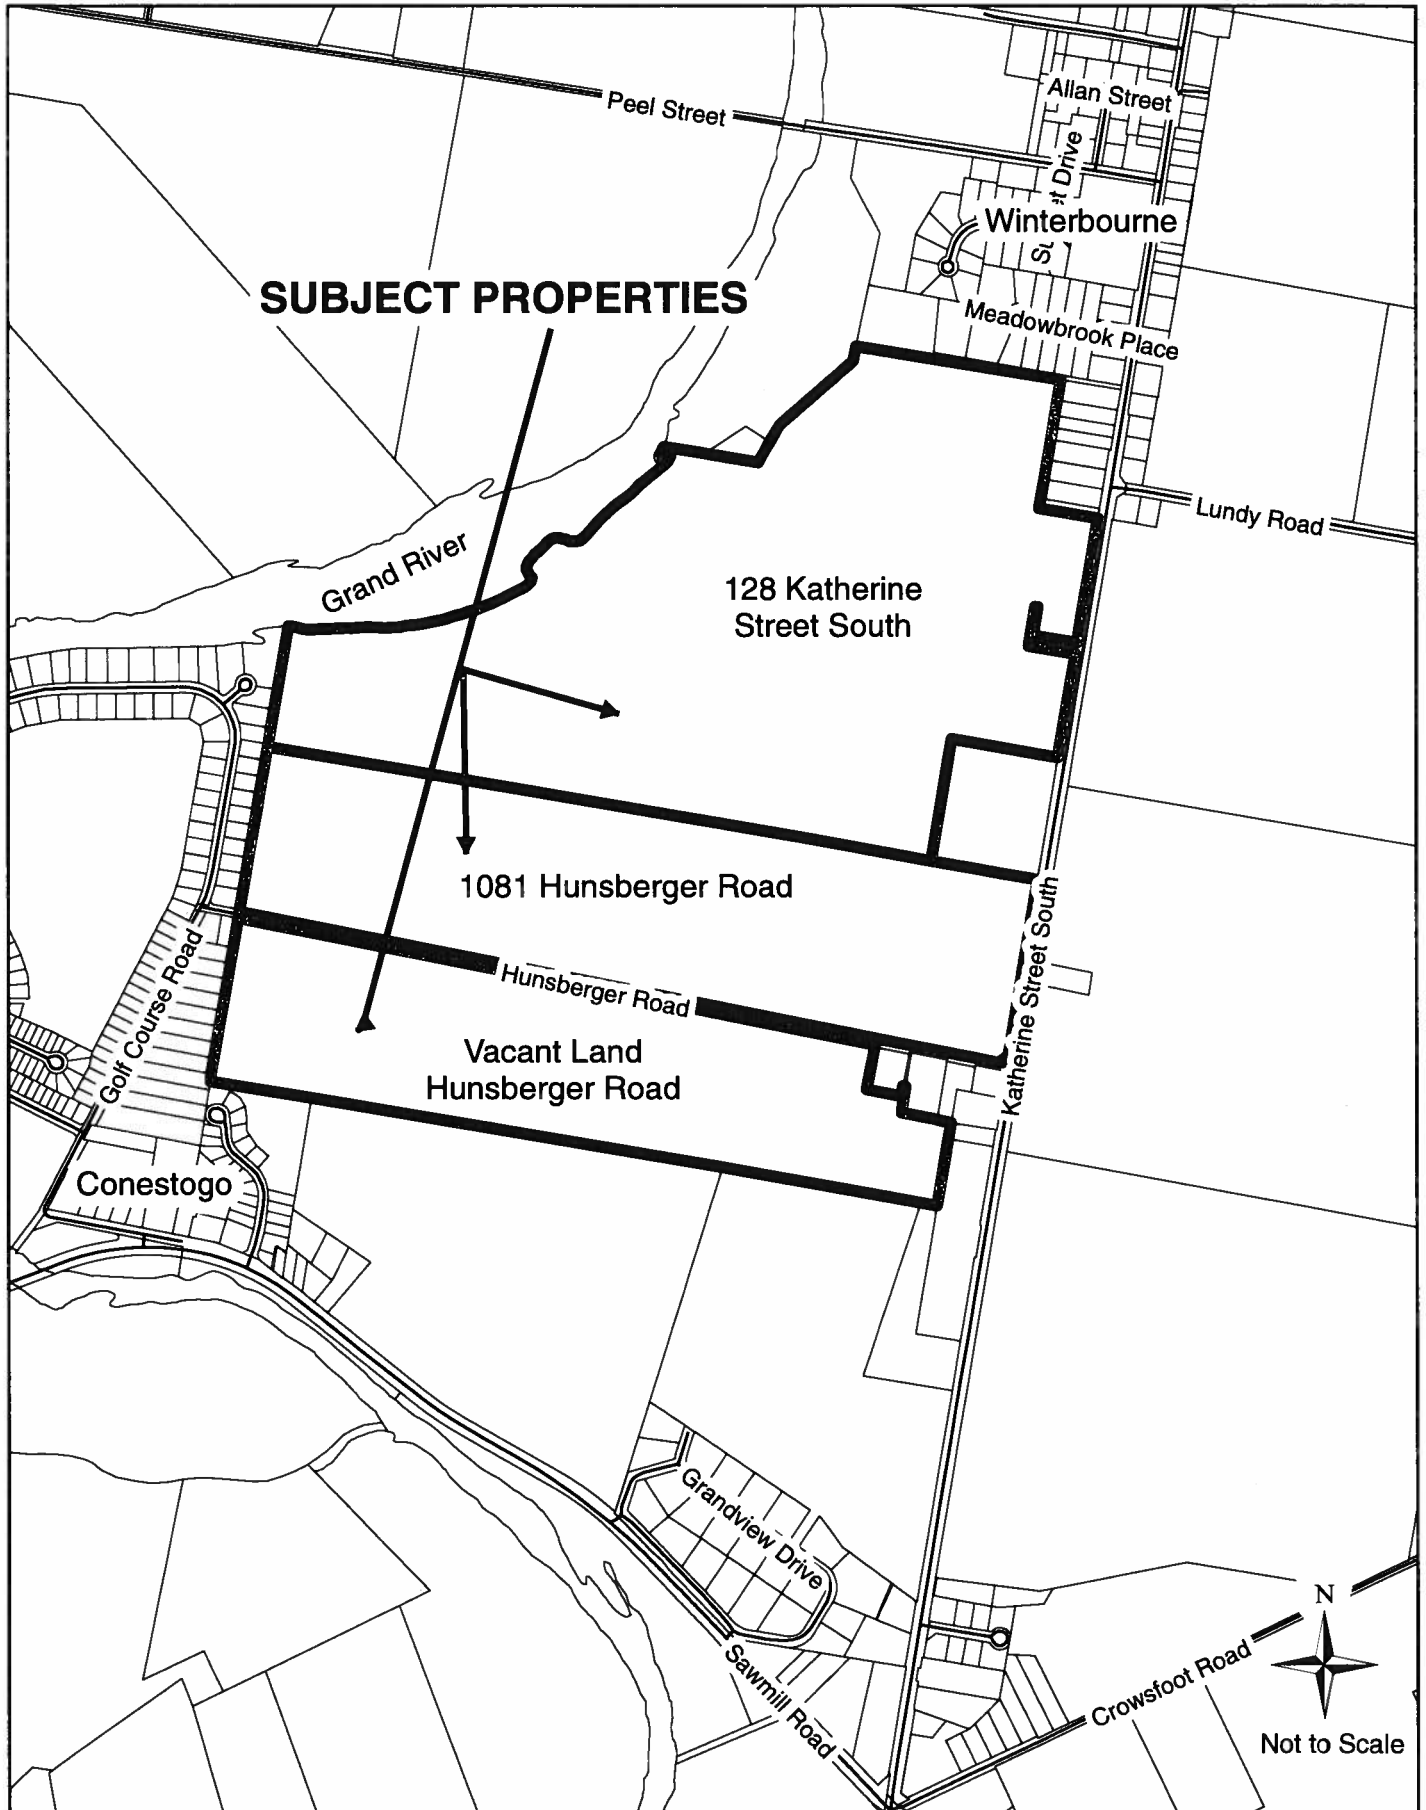 Allan Street
Peel Street
Drive
Winterbourne
SUBJECT PROPERTIES
Meadowbrook Place
Lundy Road
Grand River
128 Katherine
Street South
1081 Hunsberger Road
Katherine Street South
Golf Course Road
Hunsberger Road
Vacant Land
Hunsberger Road
Conestogo
Grandview Drive
N
Sawmill Road
Crowsfoot Road
Not to Scale